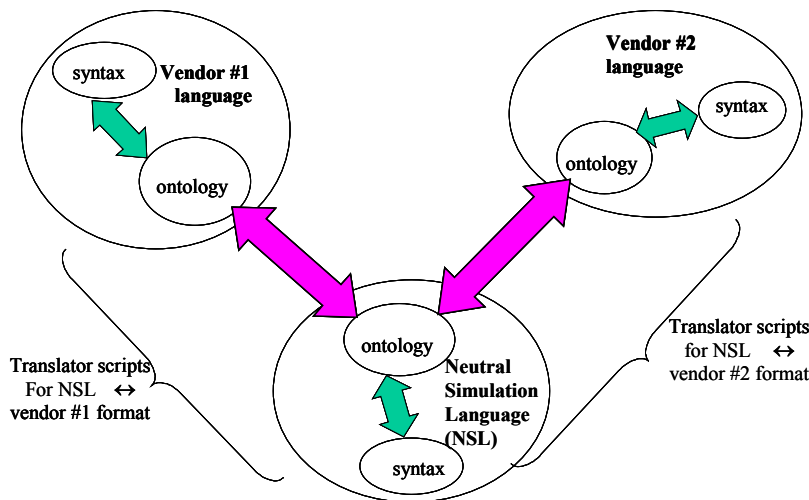 syntax
Vendor #1
language
ontology
Vendor #2
language
syntax
ontology
ontology
Neutral
Simulation
Language
(NSL)
syntax
Translator scripts
For NSL ↔
vendor #1 format
Translator scripts
for NSL ↔
vendor #2 format